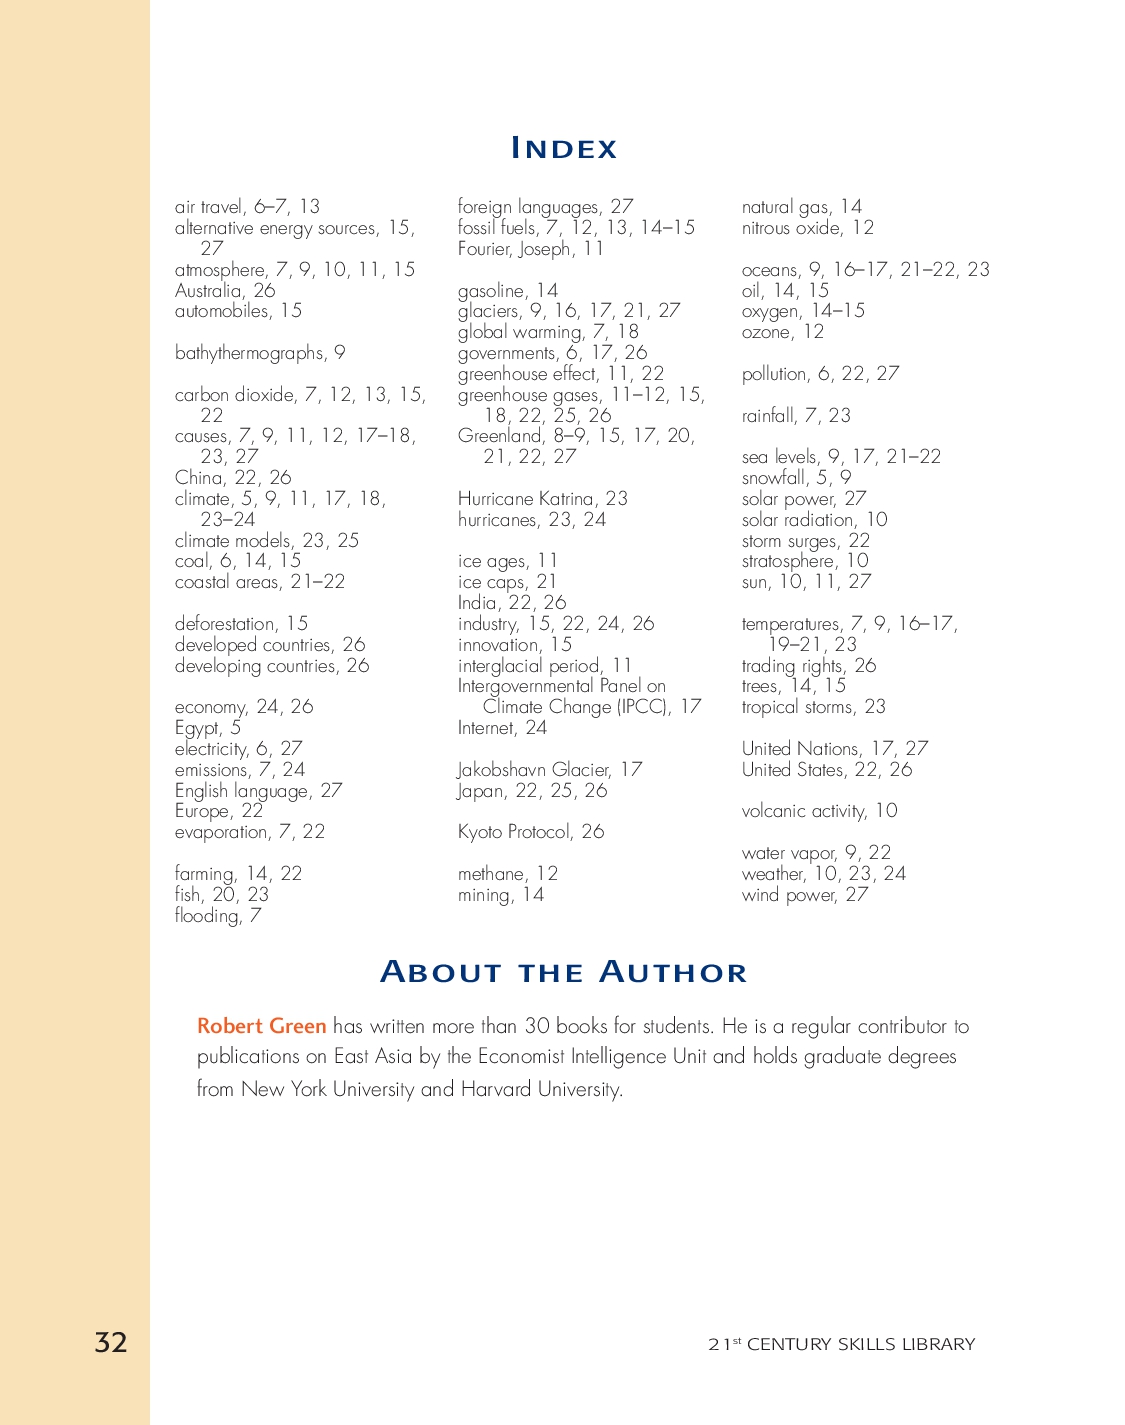 INDEX
air travel, 6–7, 13
alternative energy sources, 15,
27
atmosphere, 7, 9, 10, 11, 15
Australia, 26
automobiles, 15
bathythermographs, 9
carbon dioxide, 7, 12, 13, 15,
22
causes, 7, 9, 11, 12, 17–18,
23, 27
China, 22, 26
climate, 5, 9, 11, 17, 18,
23–24
climate models, 23, 25
coal, 6, 14, 15
coastal areas, 21–22
deforestation, 15
developed countries, 26
developing countries, 26
economy, 24, 26
Egypt, 5
electricity, 6, 27
emissions, 7, 24
English language, 27
Europe, 22
evaporation, 7, 22
farming, 14, 22
fish, 20, 23
flooding, 7
foreign languages, 27
fossil fuels, 7, 12, 13, 14–15
Fourier, Joseph, 11
gasoline, 14
glaciers, 9, 16, 17, 21, 27
global warming, 7, 18
governments, 6, 17, 26
greenhouse effect, 11, 22
greenhouse gases, 11–12, 15,
18, 22, 25, 26
Greenland, 8–9, 15, 17, 20,
21, 22, 27
Hurricane Katrina, 23
hurricanes, 23, 24
ice ages, 11
ice caps, 21
India, 22, 26
industry, 15, 22, 24, 26
innovation, 15
interglacial period, 11
Intergovernmental Panel on
Climate Change (IPCC), 17
Internet, 24
Jakobshavn Glacier, 17
Japan, 22, 25, 26
Kyoto Protocol, 26
methane, 12
mining, 14
natural gas, 14
nitrous oxide, 12
oceans, 9, 16–17, 21–22, 23
oil, 14, 15
oxygen, 14–15
ozone, 12
pollution, 6, 22, 27
rainfall, 7, 23
sea levels, 9, 17, 21–22
snowfall, 5, 9
solar power, 27
solar radiation, 10
storm surges, 22
stratosphere, 10
sun, 10, 11, 27
temperatures, 7, 9, 16–17,
19–21, 23
trading rights, 26
trees, 14, 15
tropical storms, 23
United Nations, 17, 27
United States, 22, 26
volcanic activity, 10
water vapor, 9, 22
weather, 10, 23, 24
wind power, 27
ABOUT THE AUTHOR
Robert Green has written more than 30 books for students. He is a regular contributor to
publications on East Asia by the Economist Intelligence Unit and holds graduate degrees
from New York University and Harvard University.
32
21st CENTURY SKILLS LIBRARY